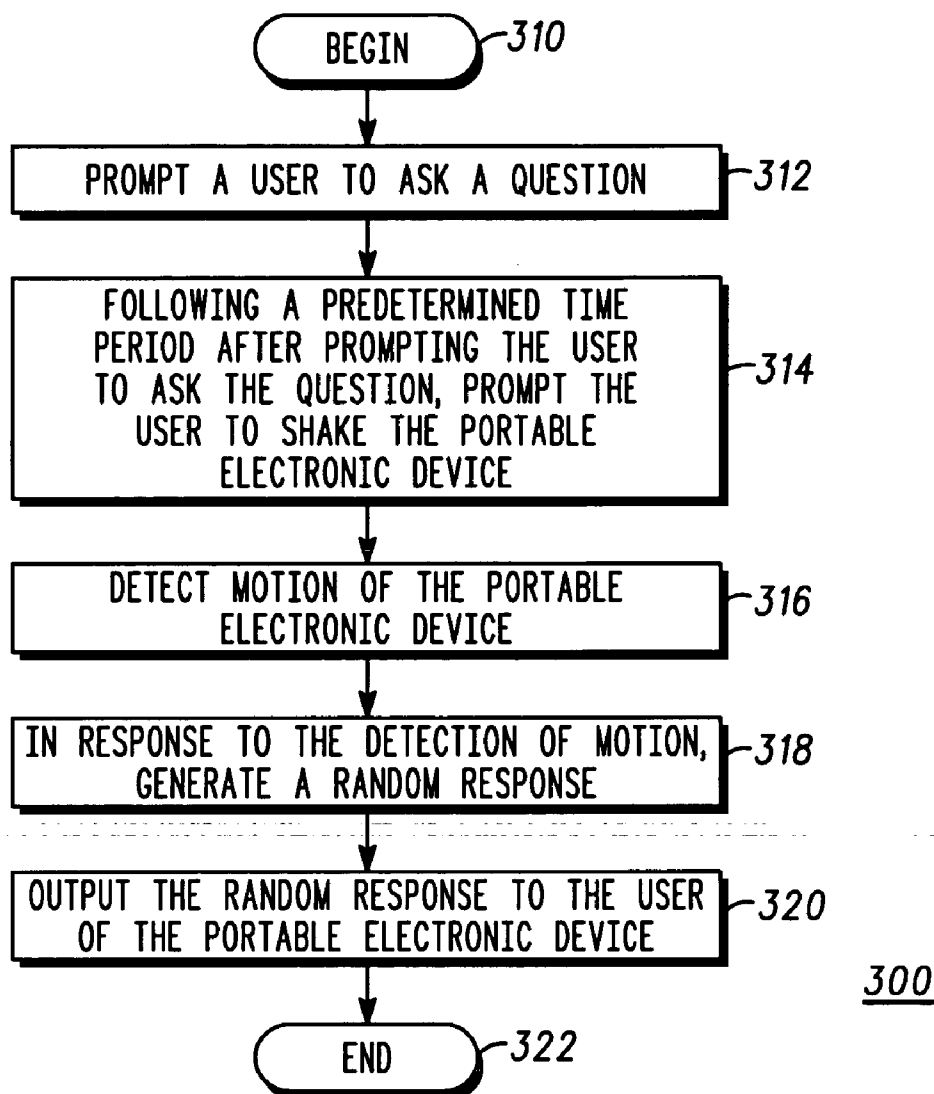 BEGIN
310
PROMPT A USER TO ASK A QUESTION
312
FOLLOWING A PREDETERMINED TIME
PERIOD AFTER PROMPTING THE USER
TO ASK THE QUESTION, PROMPT THE
USER TO SHAKE THE PORTABLE
ELECTRONIC DEVICE
314
DETECT MOTION OF THE PORTABLE
ELECTRONIC DEVICE
316
IN RESPONSE TO THE DETECTION OF MOTION,
GENERATE A RANDOM RESPONSE
318
OUTPUT THE RANDOM RESPONSE TO THE USER
OF THE PORTABLE ELECTRONIC DEVICE
320
300
END
322